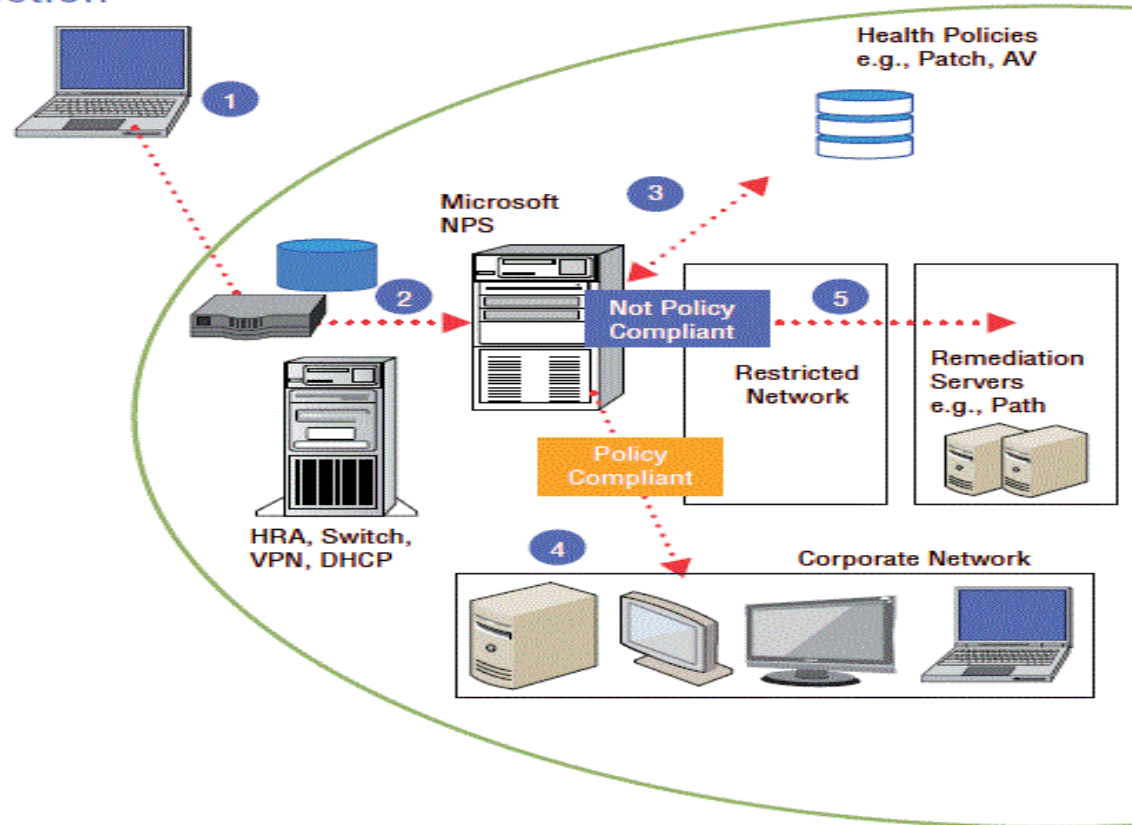 Health Policies
e.g., Patch, AV
1
3
Microsoft
NPS
2
Not Policy
Compliant
5
Restricted
Network
Remediation
Servers
e.g., Path
Policy
Compliant
HRA, Switch,
VPN, DHCP
4
Corporate Network